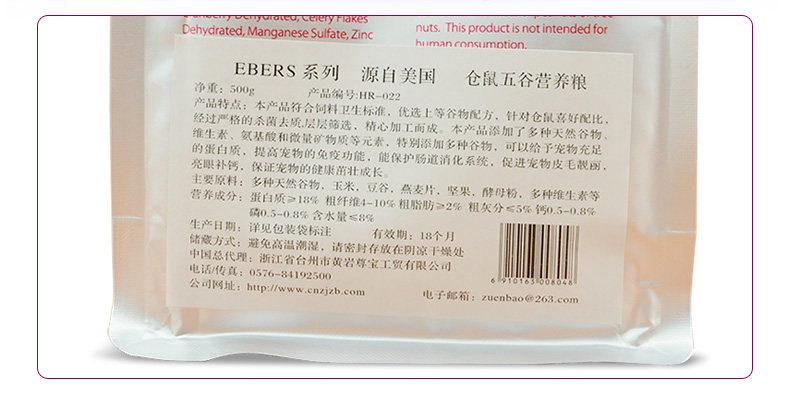 Cranberry Dehydrated, Celery Flakes
Dehydrated, Manganese Sulfate, Zinc
nuts. This product is not intended for
human consumption.
EBERS 系列 源自美国 仓鼠五谷营养粮
净重：500g 产品编号:HR-022
产品特点：本产品符合饲料卫生标准，优选上等谷物配方，针对仓鼠喜好配比，
经过严格的杀菌去质,层层筛选，精心加工而成。本产品添加了多种天然谷物、
维生素、氨基酸和微量矿物质等元素，特别添加多种谷物，可以给于宠物充足
的蛋白质，提高宠物的免疫功能，能保护肠道消化系统，促进宠物皮毛靓丽，
亮眼补钙，保证宠物的健康茁壮成长。
主要原料：多种天然谷物、玉米，豆谷，燕麦片，坚果，酵母粉，多种维生素等
营养成分：蛋白质≥18% 粗纤维4-10% 粗脂肪≥2% 粗灰分≤5% 钙0.5-0.8%
磷0.5-0.8% 含水量≤8%
生产日期：详见包装袋标注 有效期：18个月
储藏方式：避免高温潮湿，请密封存放在阴凉干燥处
中国总代理：浙江省台州市黄岩尊宝工贸有限公司
电话/传真：0576-84192500
公司网址：http://www.cnzjzb.com
6 910163 008048
电子邮箱：zuenbao@263.com